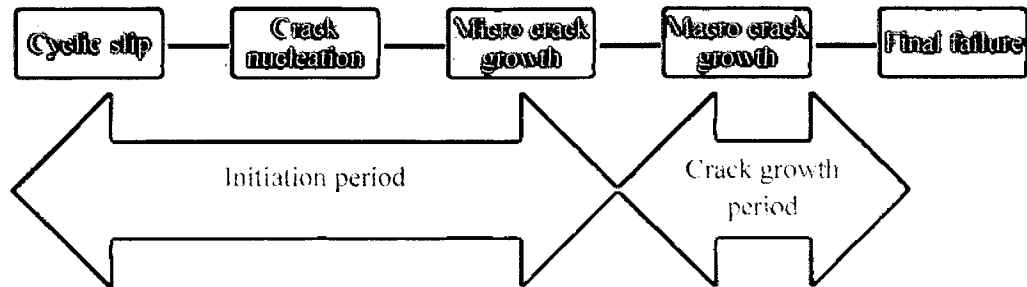 Cyclic slip
Crack
nucleation
Micro crack
growth
Macro crack
growth
Final failure
Initiation period
Crack growth
period